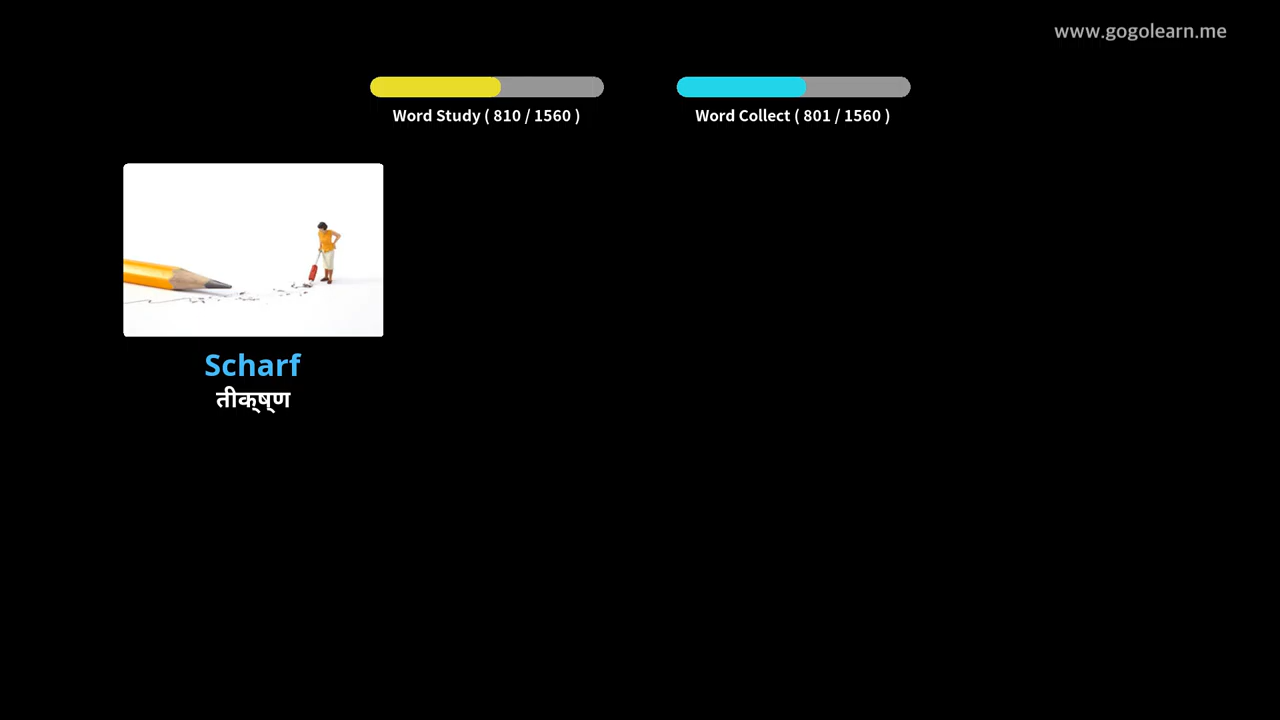 www.gogolearn.me
Word Study ( 810 / 1560 )
Word Collect ( 801 / 1560 )
Scharf
तीक्ष्ण